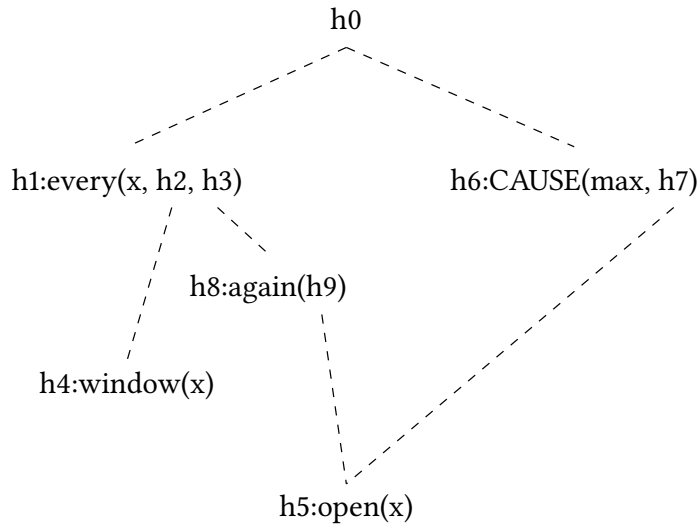 h0
h1:every(x, h2, h3)
h6:CAUSE(max, h7)
h8:again(h9)
h4:window(x)
h5:open(x)